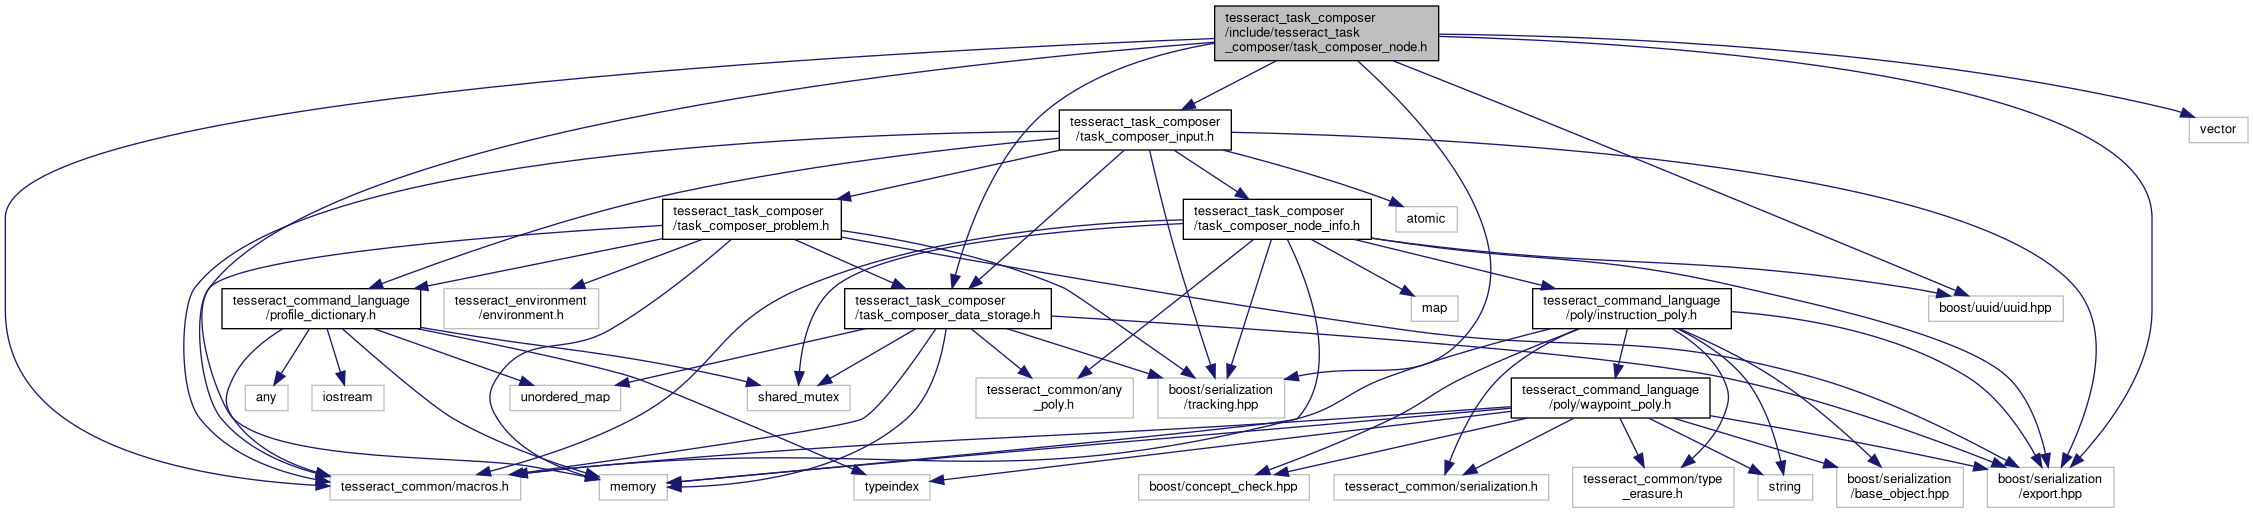 tesseract_task_composer
/include/tesseract_task
_composer/task_composer_node.h
tesseract_task_composer
/task_composer_input.h
vector
tesseract_task_composer
/task_composer_problem.h
tesseract_task_composer
/task_composer_node_info.h
atomic
tesseract_command_language
/profile_dictionary.h
tesseract_environment
/environment.h
tesseract_task_composer
/task_composer_data_storage.h
map
tesseract_command_language
/poly/instruction_poly.h
boost/uuid/uuid.hpp
any
iostream
unordered_map
shared_mutex
tesseract_common/any
_poly.h
boost/serialization
/tracking.hpp
tesseract_command_language
/poly/waypoint_poly.h
tesseract_common/macros.h
memory
typeindex
boost/concept_check.hpp
tesseract_common/serialization.h
tesseract_common/type
_erasure.h
string
boost/serialization
/base_object.hpp
boost/serialization
/export.hpp